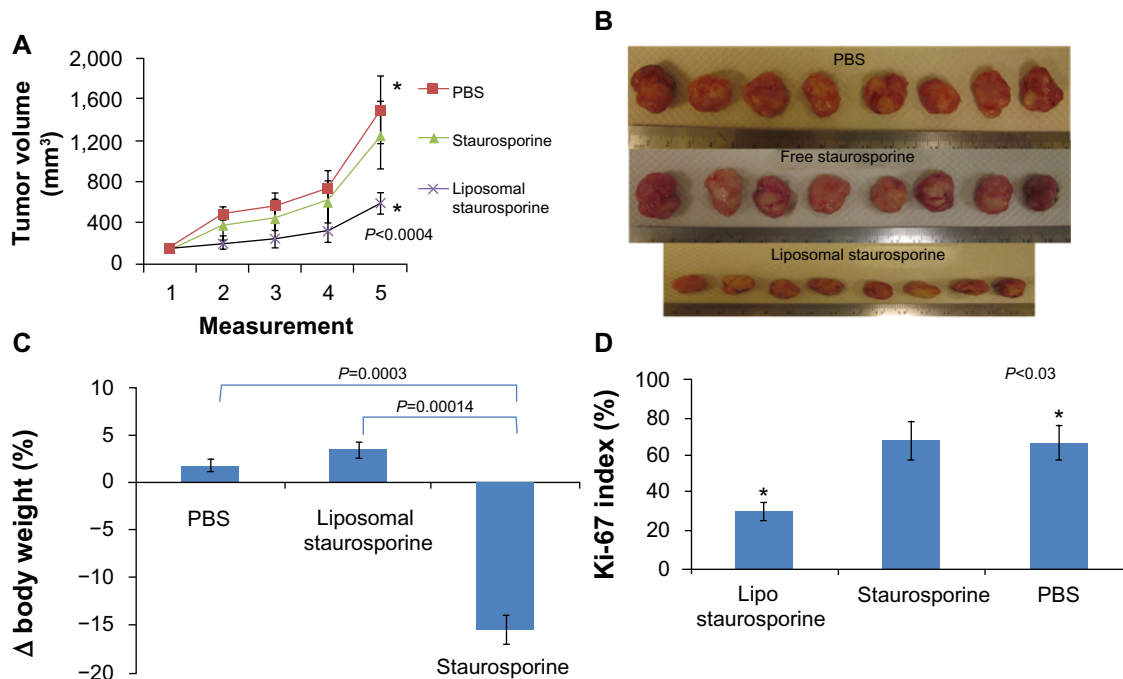 A
2,000
1,600
1,200
800
400
0
Tumor volume
(mm³)
1 2 3 4 5
Measurement
*
*
P<0.0004
PBS
Staurosporine
Liposomal
staurosporine
B
PBS
Free staurosporine
Liposomal staurosporine
C
10
5
0
−5
−10
−15
−20
Δ body weight (%)
P=0.0003
P=0.00014
PBS
Liposomal
staurosporine
Staurosporine
D
100
80
60
40
20
0
Ki-67 index (%)
P<0.03
*
*
Lipo
staurosporine
Staurosporine
PBS